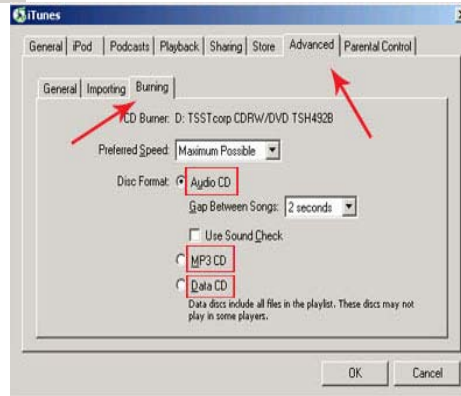 iTunes
General iPod Podcasts Playback Sharing Store Advanced Parental Control
General Importing Burning
CD Burner: D: TSSTcorp CDRW/DVD TSH492B
Preferred Speed: Maximum Possible
Disc Format: Audio CD
Gap Between Songs: 2 seconds
Use Sound Check
MP3 CD
Data CD
Data discs include all files in the playlist. These discs may not
play in some players.
OK Cancel